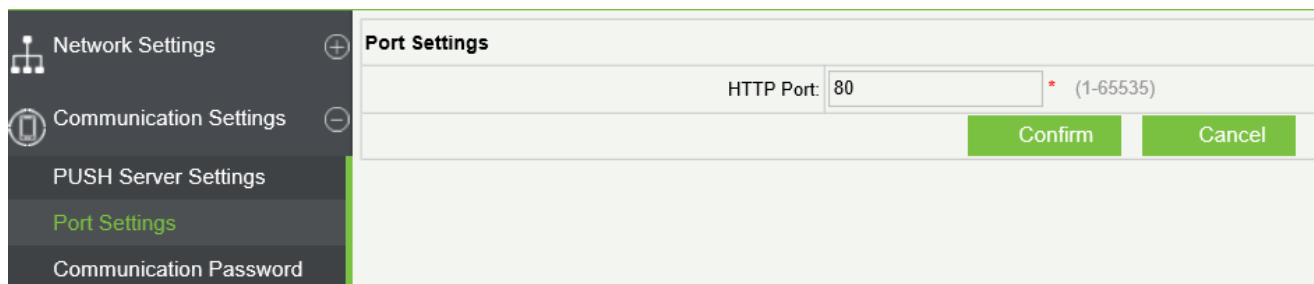 Network Settings
Communication Settings
PUSH Server Settings
Port Settings
Communication Password
Port Settings
HTTP Port: 80 * (1-65535)
Confirm Cancel